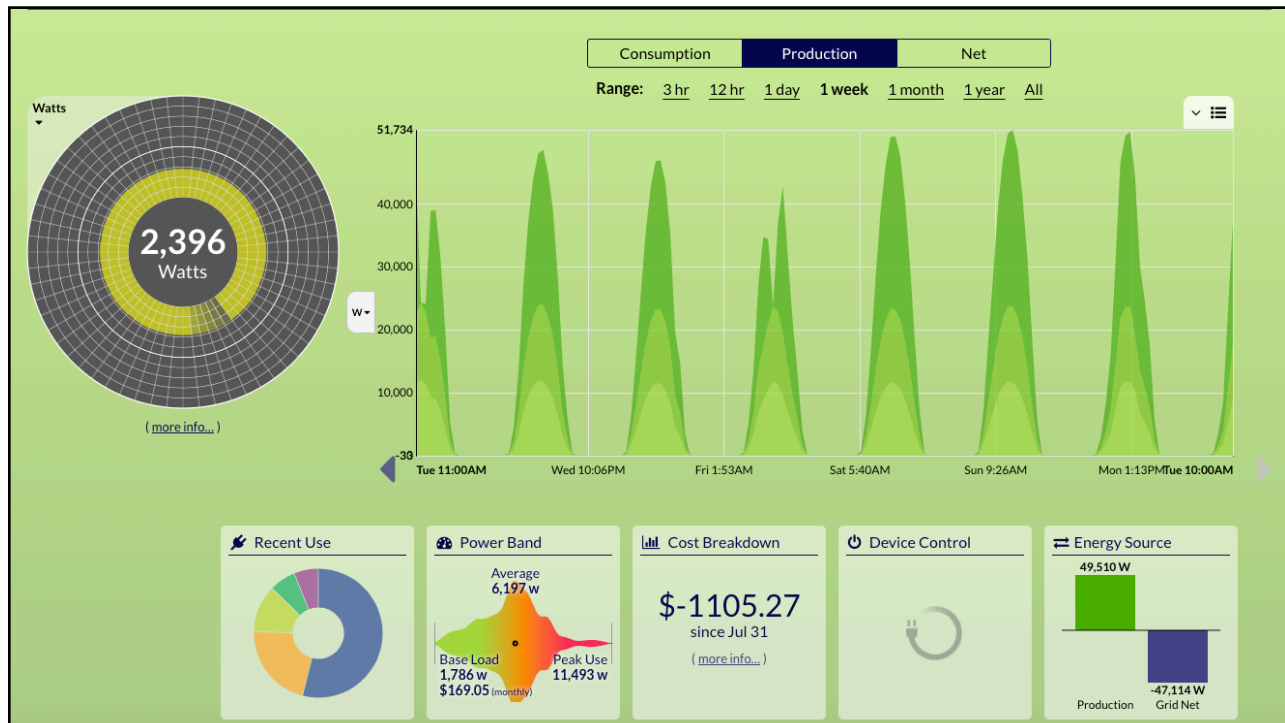 Consumption Production Net
Range: 3 hr 12 hr 1 day 1 week 1 month 1 year All
Watts
2,396
Watts
( more info... )
W
51,734
40,000
30,000
20,000
10,000
Tue 11:00AM Wed 10:06PM Fri 1:53AM Sat 5:40AM Sun 9:26AM Mon 1:13PM Tue 10:00AM
Recent Use
Power Band
Average
6,197 w
Base Load
1,786 w
$169.05 (monthly)
Peak Use
11,493 w
Cost Breakdown
$-1105.27
since Jul 31
( more info... )
Device Control
Energy Source
49,510 W
-47,114 W
Production Grid Net